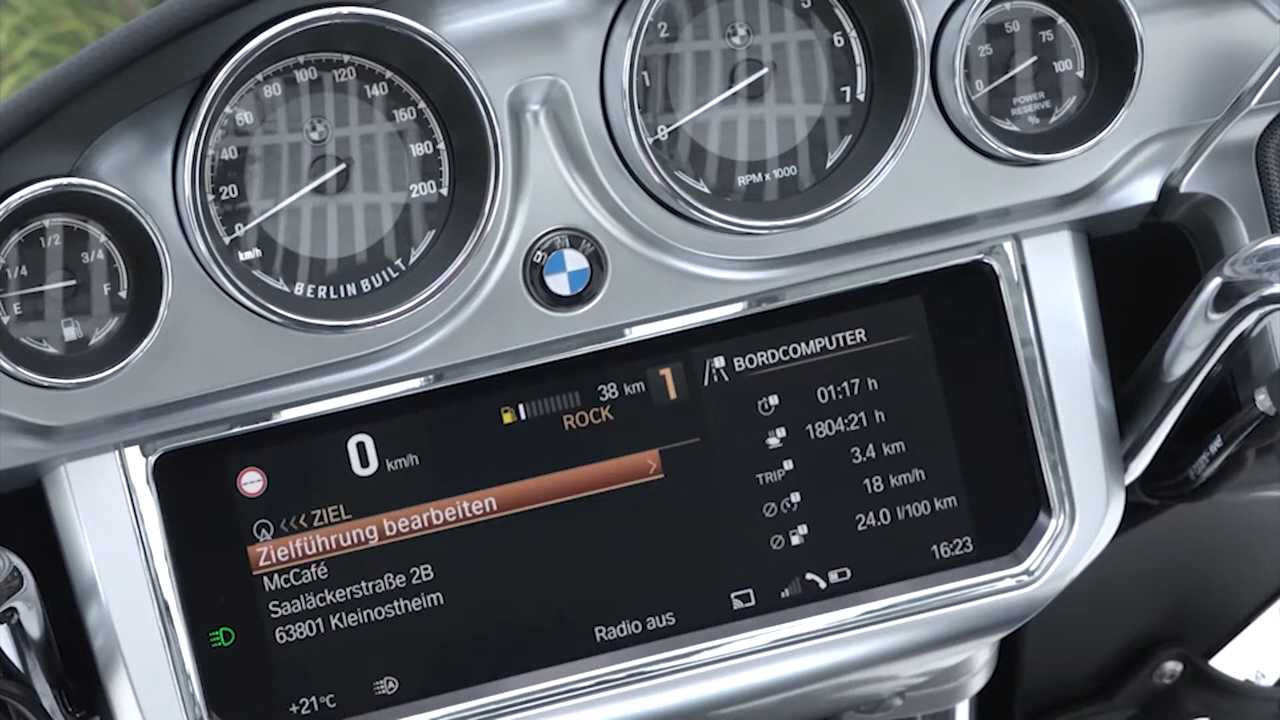 1/4
1/2
3/4
E
F
0
20
40
60
80
100
120
140
160
180
200
km/h
BERLIN BUILT
BMW
0
1
2
5
6
7
RPM x 1000
0
25
50
75
100
POWER
RESERVE
%
0 km/h
38 km
1
ROCK
<<< ZIEL
Zielführung bearbeiten
McCafé
Saaläckerstraße 2B
63801 Kleinostheim
Radio aus
+21°C
BORDCOMPUTER
01:17 h
1804:21 h
TRIP 1 3.4 km
18 km/h
24.0 l/100 km
16:23